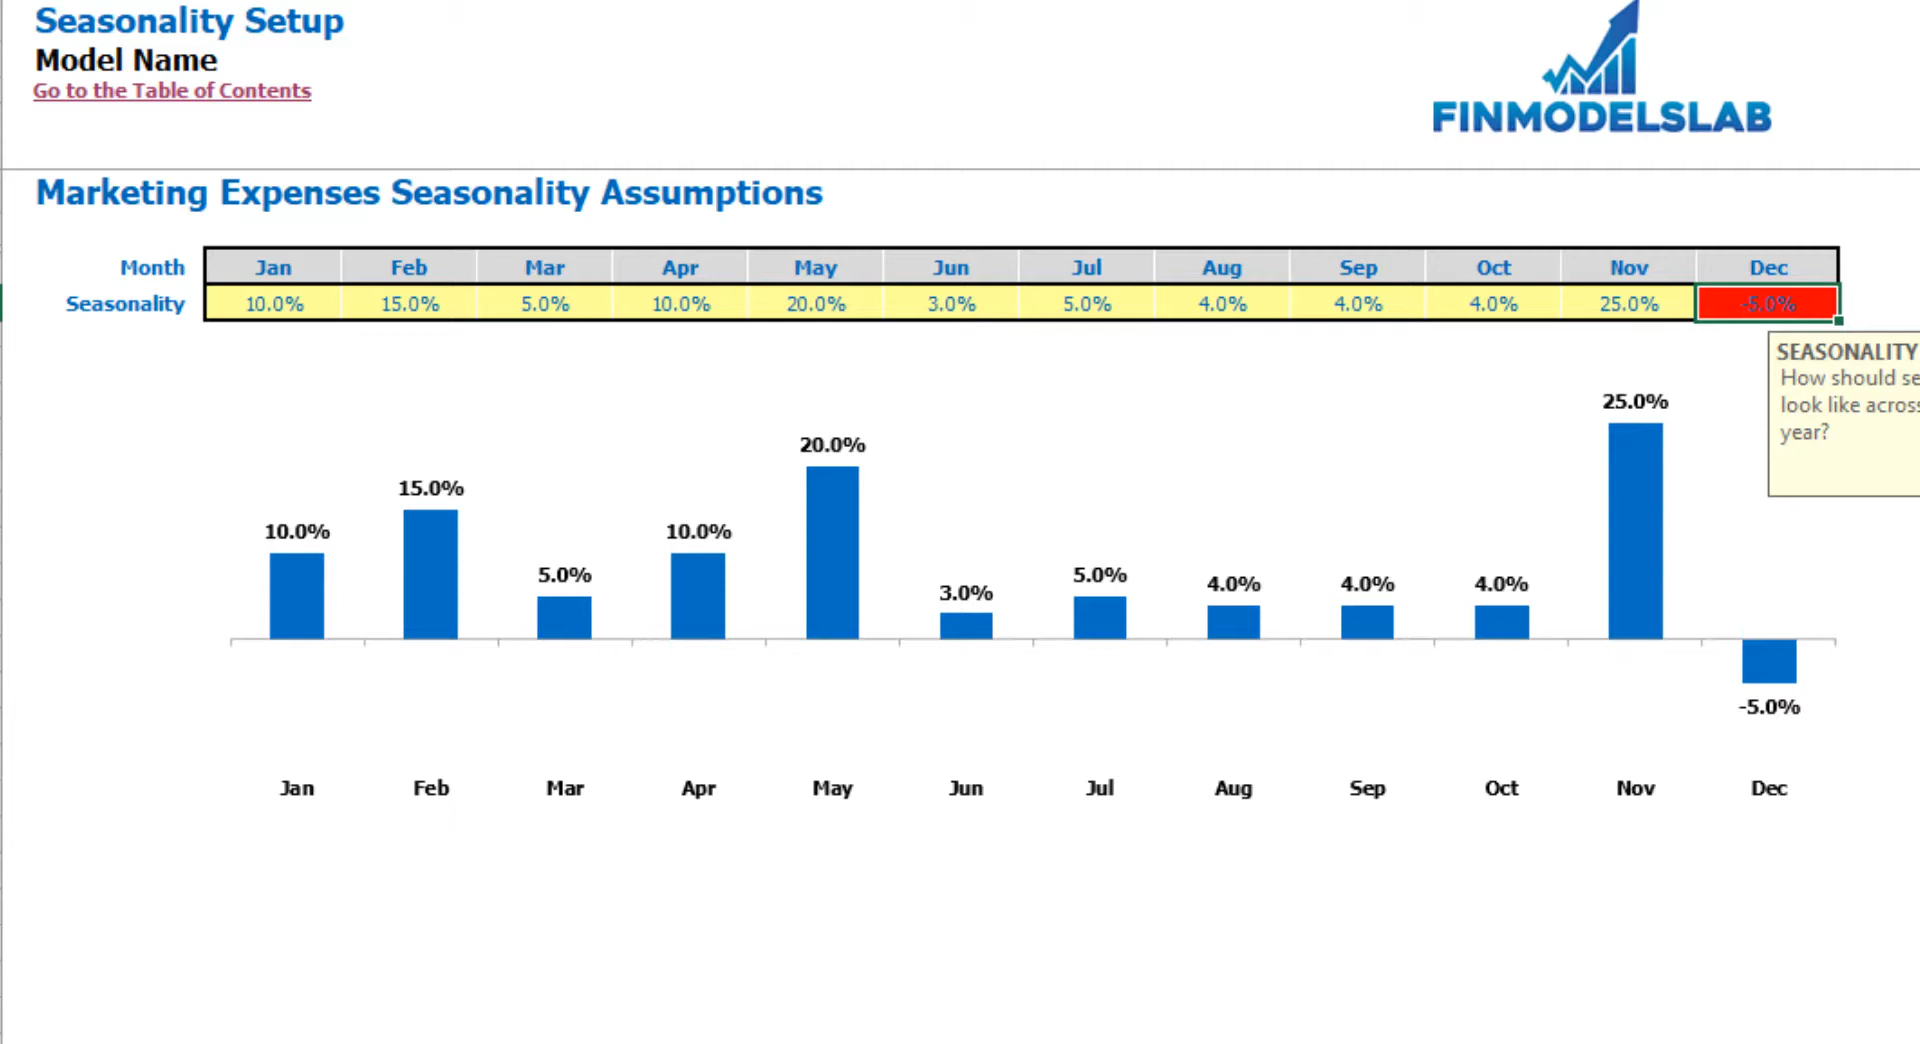 Seasonality Setup
Model Name
Go to the Table of Contents
FINMODELSLAB
Marketing Expenses Seasonality Assumptions
Month Jan Feb Mar Apr May Jun Jul Aug Sep Oct Nov Dec
Seasonality 10.0% 15.0% 5.0% 10.0% 20.0% 3.0% 5.0% 4.0% 4.0% 4.0% 25.0% -5.0%
SEASONALITY
How should se
look like across
year?
10.0% 15.0% 5.0% 10.0% 20.0% 3.0% 5.0% 4.0% 4.0% 4.0% 25.0% -5.0%
Jan Feb Mar Apr May Jun Jul Aug Sep Oct Nov Dec